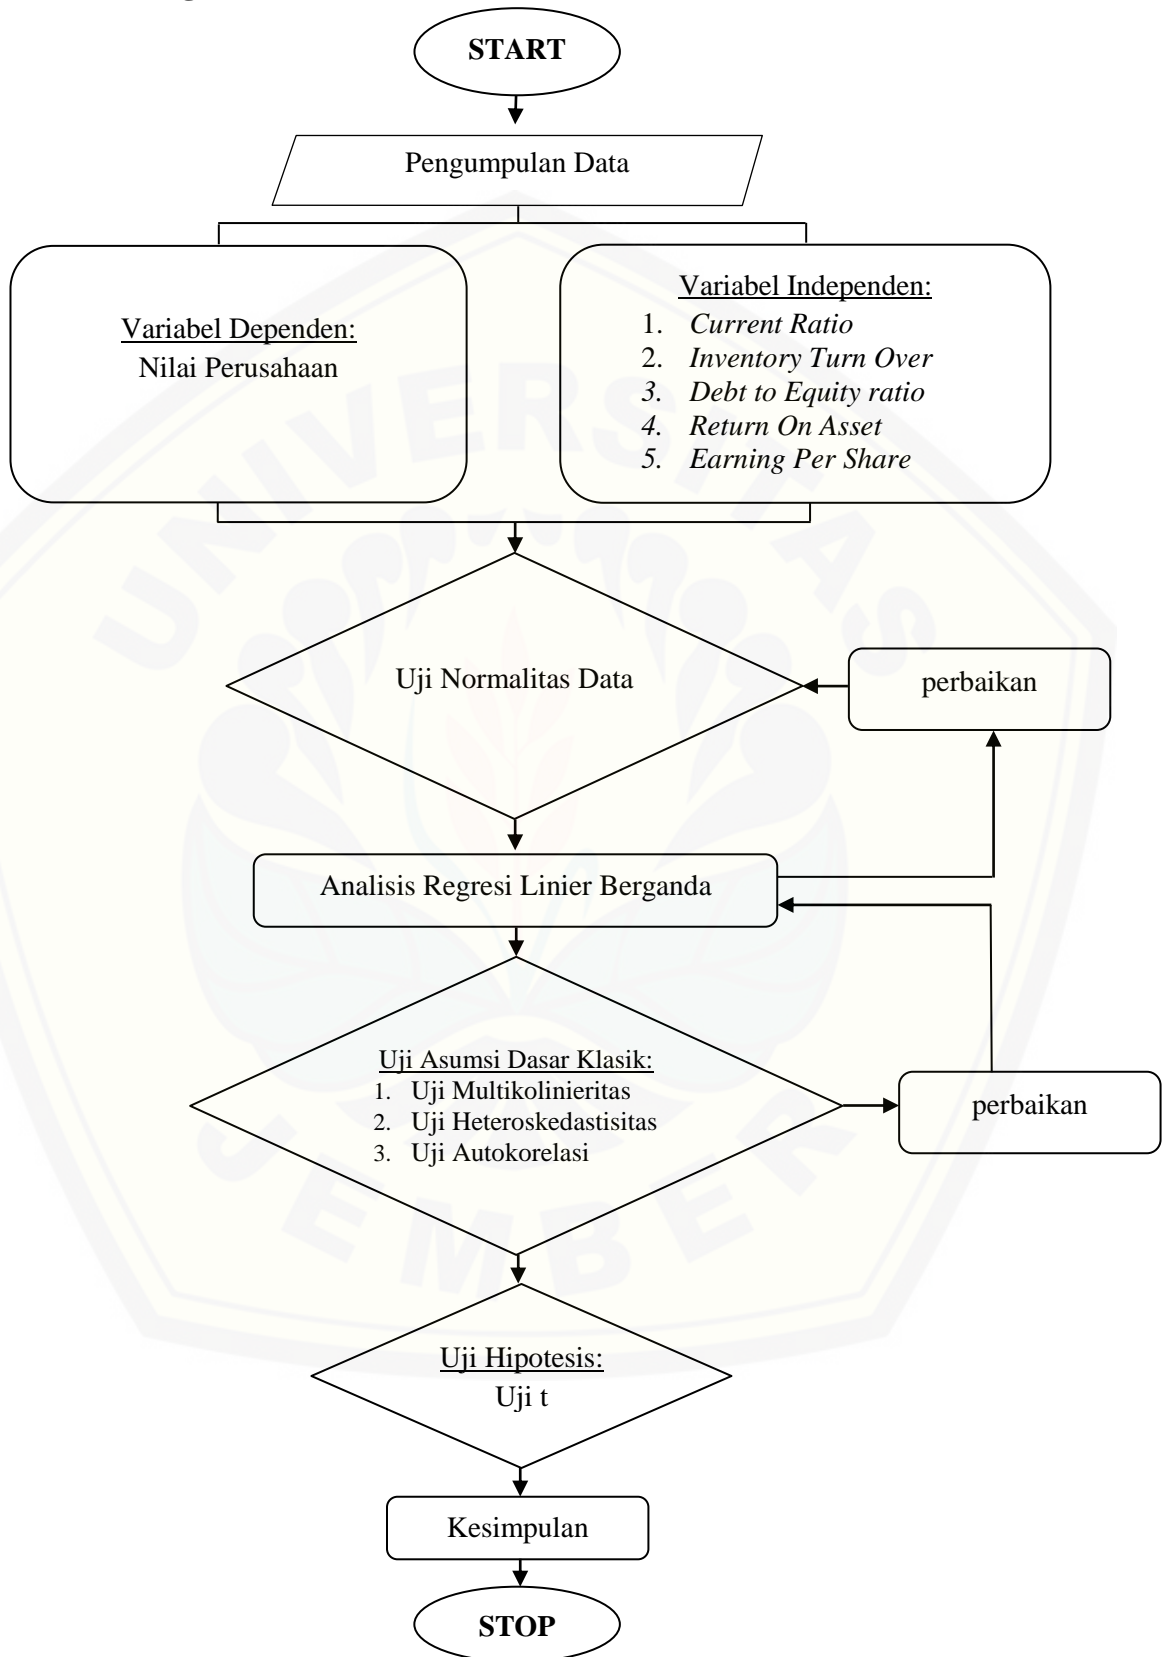 START
Pengumpulan Data
Variabel Dependen:
Nilai Perusahaan
Variabel Independen:
1. Current Ratio
2. Inventory Turn Over
3. Debt to Equity ratio
4. Return On Asset
5. Earning Per Share
Uji Normalitas Data
perbaikan
Analisis Regresi Linier Berganda
Uji Asumsi Dasar Klasik:
1. Uji Multikolinieritas
2. Uji Heteroskedastisitas
3. Uji Autokorelasi
perbaikan
Uji Hipotesis:
Uji t
Kesimpulan
STOP
UNIVERSITAS
JEMBER